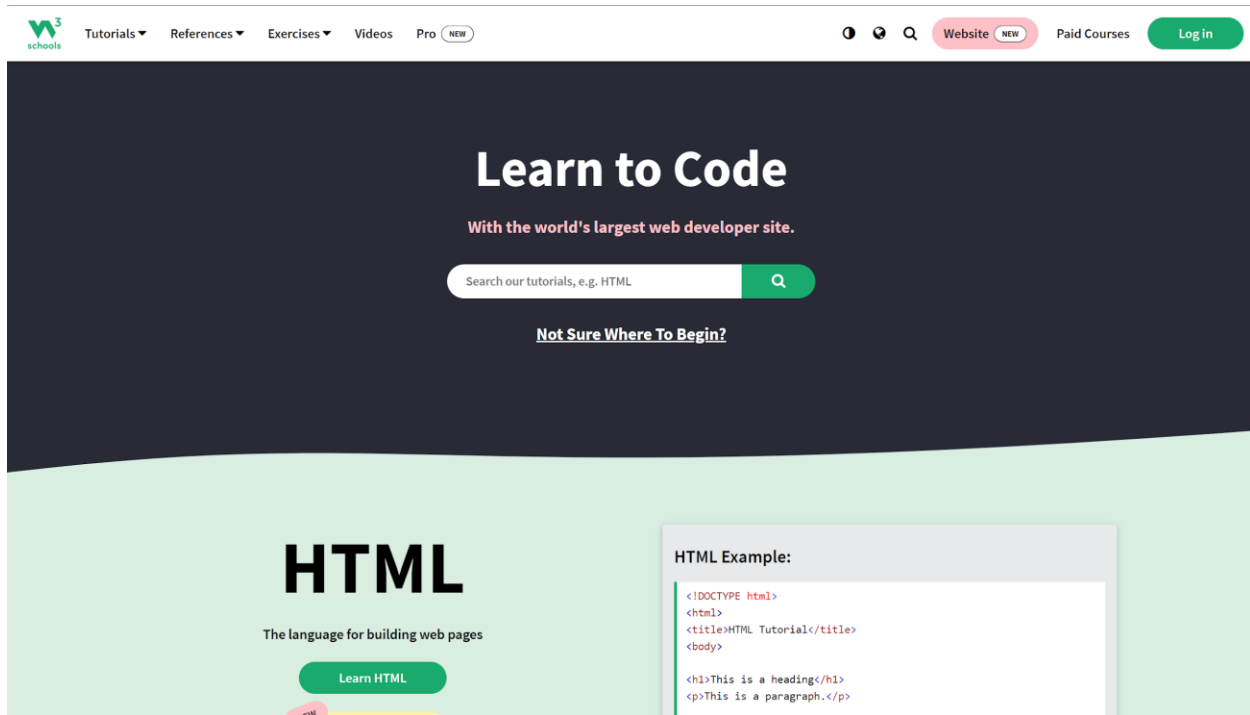 W3
schools
Tutorials References Exercises Videos Pro NEW Website NEW Paid Courses Log in
Learn to Code
With the world's largest web developer site.
Search our tutorials, e.g. HTML
Not Sure Where To Begin?
HTML
The language for building web pages
Learn HTML
HTML Example:
<!DOCTYPE html>
<html>
<title>HTML Tutorial</title>
<body>
<h1>This is a heading</h1>
<p>This is a paragraph.</p>